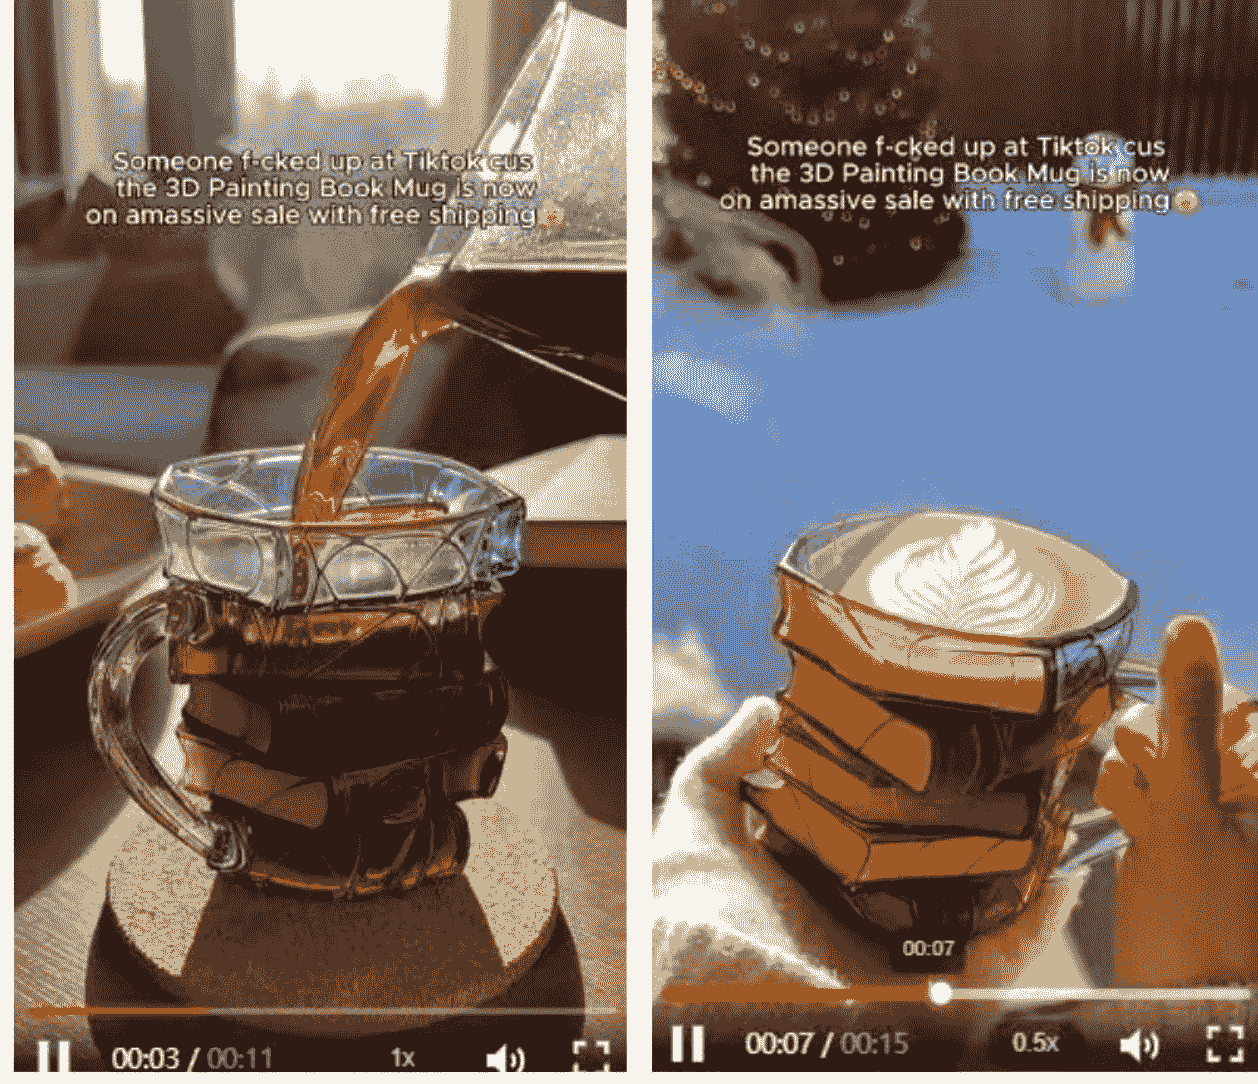 Someone f-cked up at Tiktok cus
the 3D Painting Book Mug is now
on amassive sale with free shipping
00:03 / 00:11
1x
Someone f-cked up at Tiktok cus
the 3D Painting Book Mug is now
on amassive sale with free shipping
00:07
00:07 / 00:15
0.5x